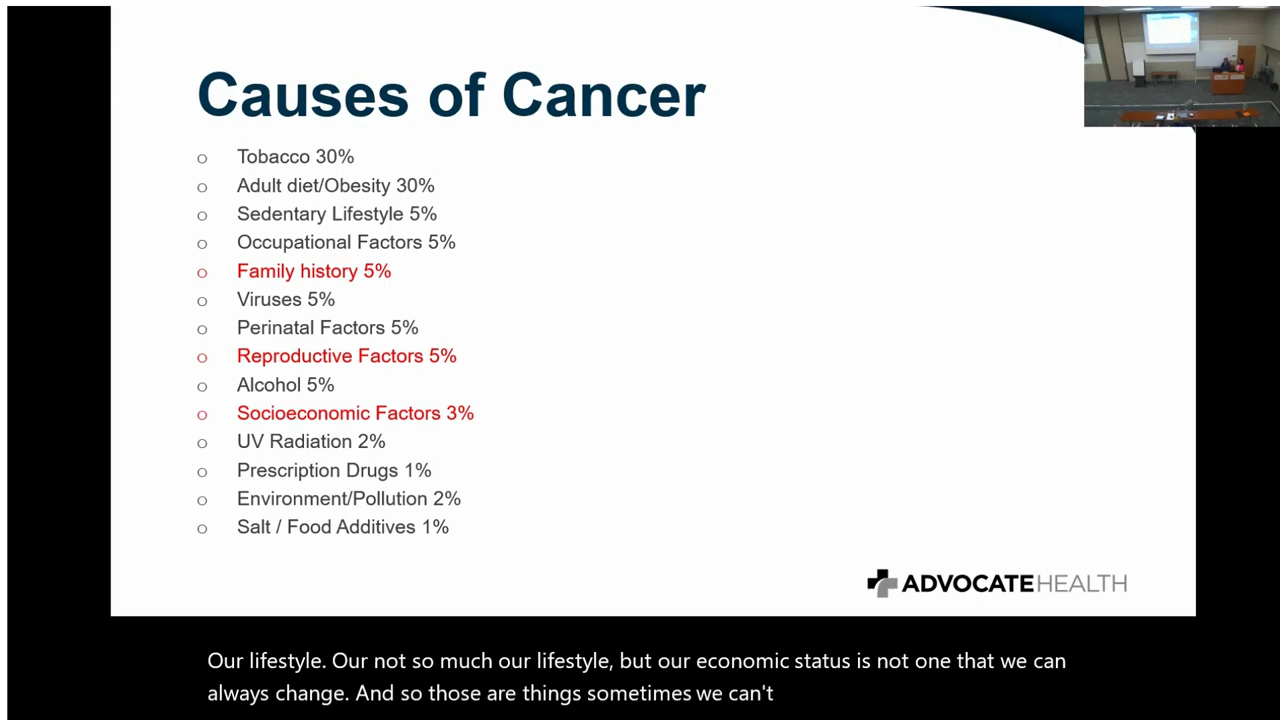 Causes of Cancer
o Tobacco 30%
o Adult diet/Obesity 30%
o Sedentary Lifestyle 5%
o Occupational Factors 5%
o Family history 5%
o Viruses 5%
o Perinatal Factors 5%
o Reproductive Factors 5%
o Alcohol 5%
o Socioeconomic Factors 3%
o UV Radiation 2%
o Prescription Drugs 1%
o Environment/Pollution 2%
o Salt / Food Additives 1%
ADVOCATEHEALTH
Our lifestyle. Our not so much our lifestyle, but our economic status is not one that we can
always change. And so those are things sometimes we can't